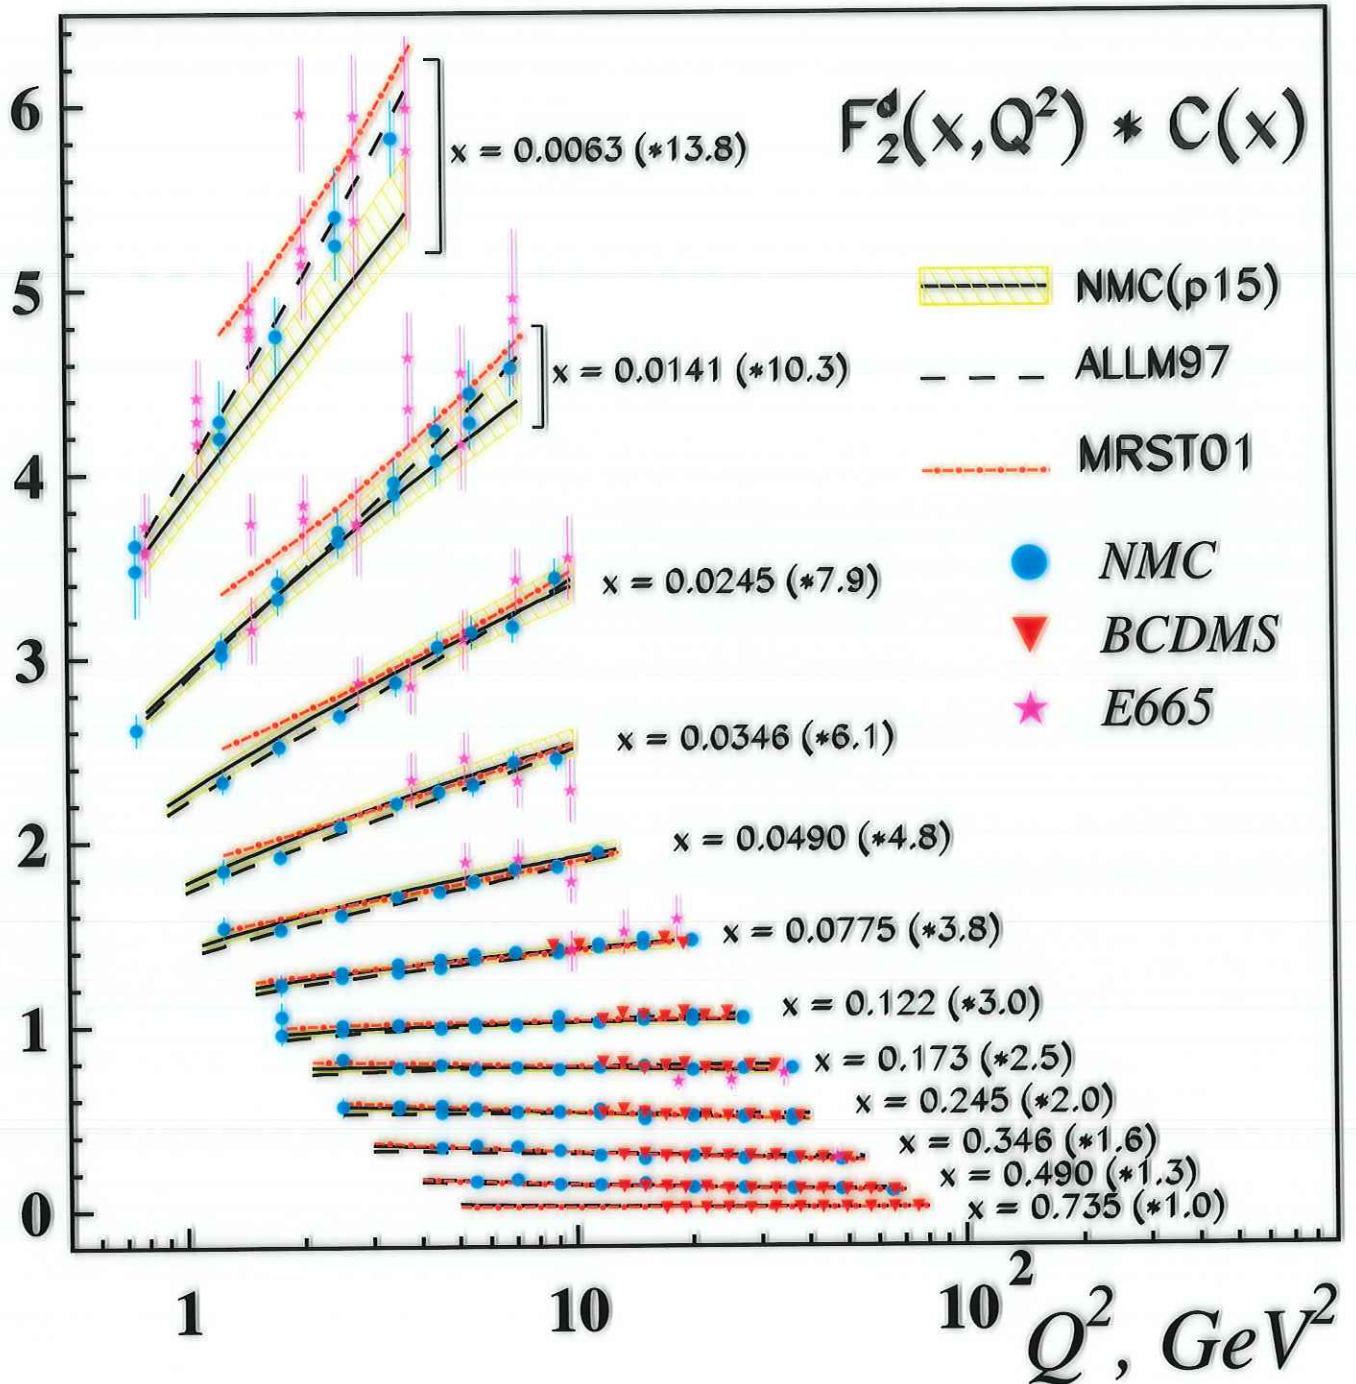 F₂ᵈ(x,Q²) * C(x)
6
5
4
3
2
1
0
x = 0.0063 (*13.8)
x = 0.0141 (*10.3)
x = 0.0245 (*7.9)
x = 0.0346 (*6.1)
x = 0.0490 (*4.8)
x = 0.0775 (*3.8)
x = 0.122 (*3.0)
x = 0.173 (*2.5)
x = 0.245 (*2.0)
x = 0.346 (*1.6)
x = 0.490 (*1.3)
x = 0.735 (*1.0)
NMC(p15)
ALLM97
MRST01
NMC
BCDMS
E665
1
10
10²
Q², GeV²